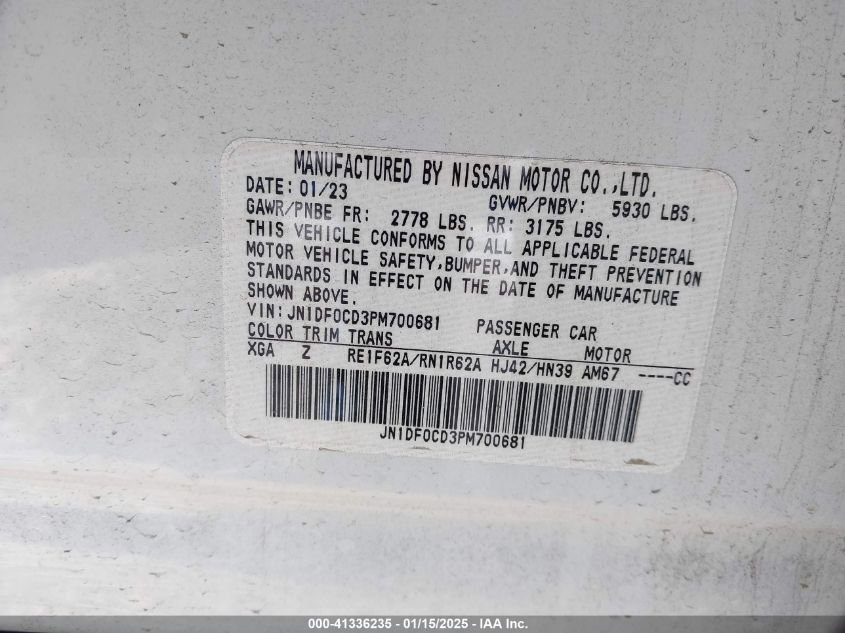 MANUFACTURED BY NISSAN MOTOR CO.,LTD.
DATE: 01/23 GVWR/PNBV: 5930 LBS.
GAWR/PNBE FR: 2778 LBS. RR: 3175 LBS.
THIS VEHICLE CONFORMS TO ALL APPLICABLE FEDERAL
MOTOR VEHICLE SAFETY,BUMPER,AND THEFT PREVENTION
STANDARDS IN EFFECT ON THE DATE OF MANUFACTURE
SHOWN ABOVE.
VIN:JN1DF0CD3PM700681 PASSENGER CAR
COLOR TRIM TRANS AXLE MOTOR
XGA Z RE1F62A/RN1R62A HJ42/HN39 AM67 ----CC
JN1DF0CD3PM700681
000-41336235 - 01/15/2025 - IAA Inc.